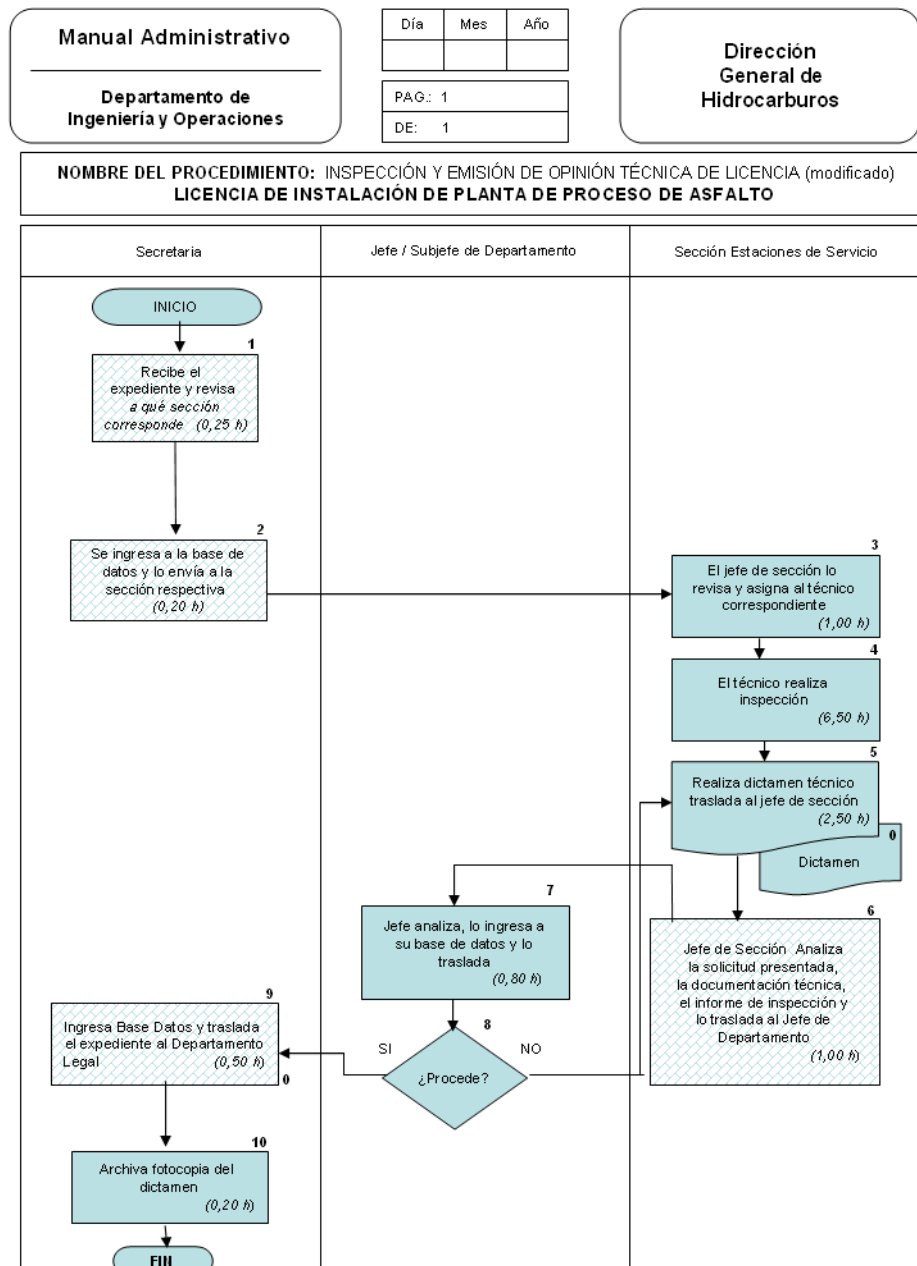 Manual Administrativo
Departamento de
Ingeniería y Operaciones
Día Mes Año
PAG.: 1
DE: 1
Dirección
General de
Hidrocarburos
NOMBRE DEL PROCEDIMIENTO: INSPECCIÓN Y EMISIÓN DE OPINIÓN TÉCNICA DE LICENCIA (modificado)
LICENCIA DE INSTALACIÓN DE PLANTA DE PROCESO DE ASFALTO
Secretaria
Jefe / Subjefe de Departamento
Sección Estaciones de Servicio
INICIO
1
Recibe el
expediente y revisa
a qué sección
corresponde (0,25 h)
2
Se ingresa a la base de
datos y lo envía a la
sección respectiva
(0,20 h)
3
El jefe de sección lo
revisa y asigna al técnico
correspondiente
(1,00 h)
4
El técnico realiza
inspección
(6,50 h)
5
Realiza dictamen técnico
traslada al jefe de sección
(2,50 h)
0
Dictamen
6
Jefe de Sección Analiza
la solicitud presentada,
la documentación técnica,
el informe de inspección y
lo traslada al Jefe de
Departamento
(1,00 h)
7
Jefe analiza, lo ingresa a
su base de datos y lo
traslada
(0,80 h)
8
SI
NO
¿Procede?
9
Ingresa Base Datos y traslada
el expediente al Departamento
Legal (0,50 h)
0
10
Archiva fotocopia del
dictamen
(0,20 h)
FIN